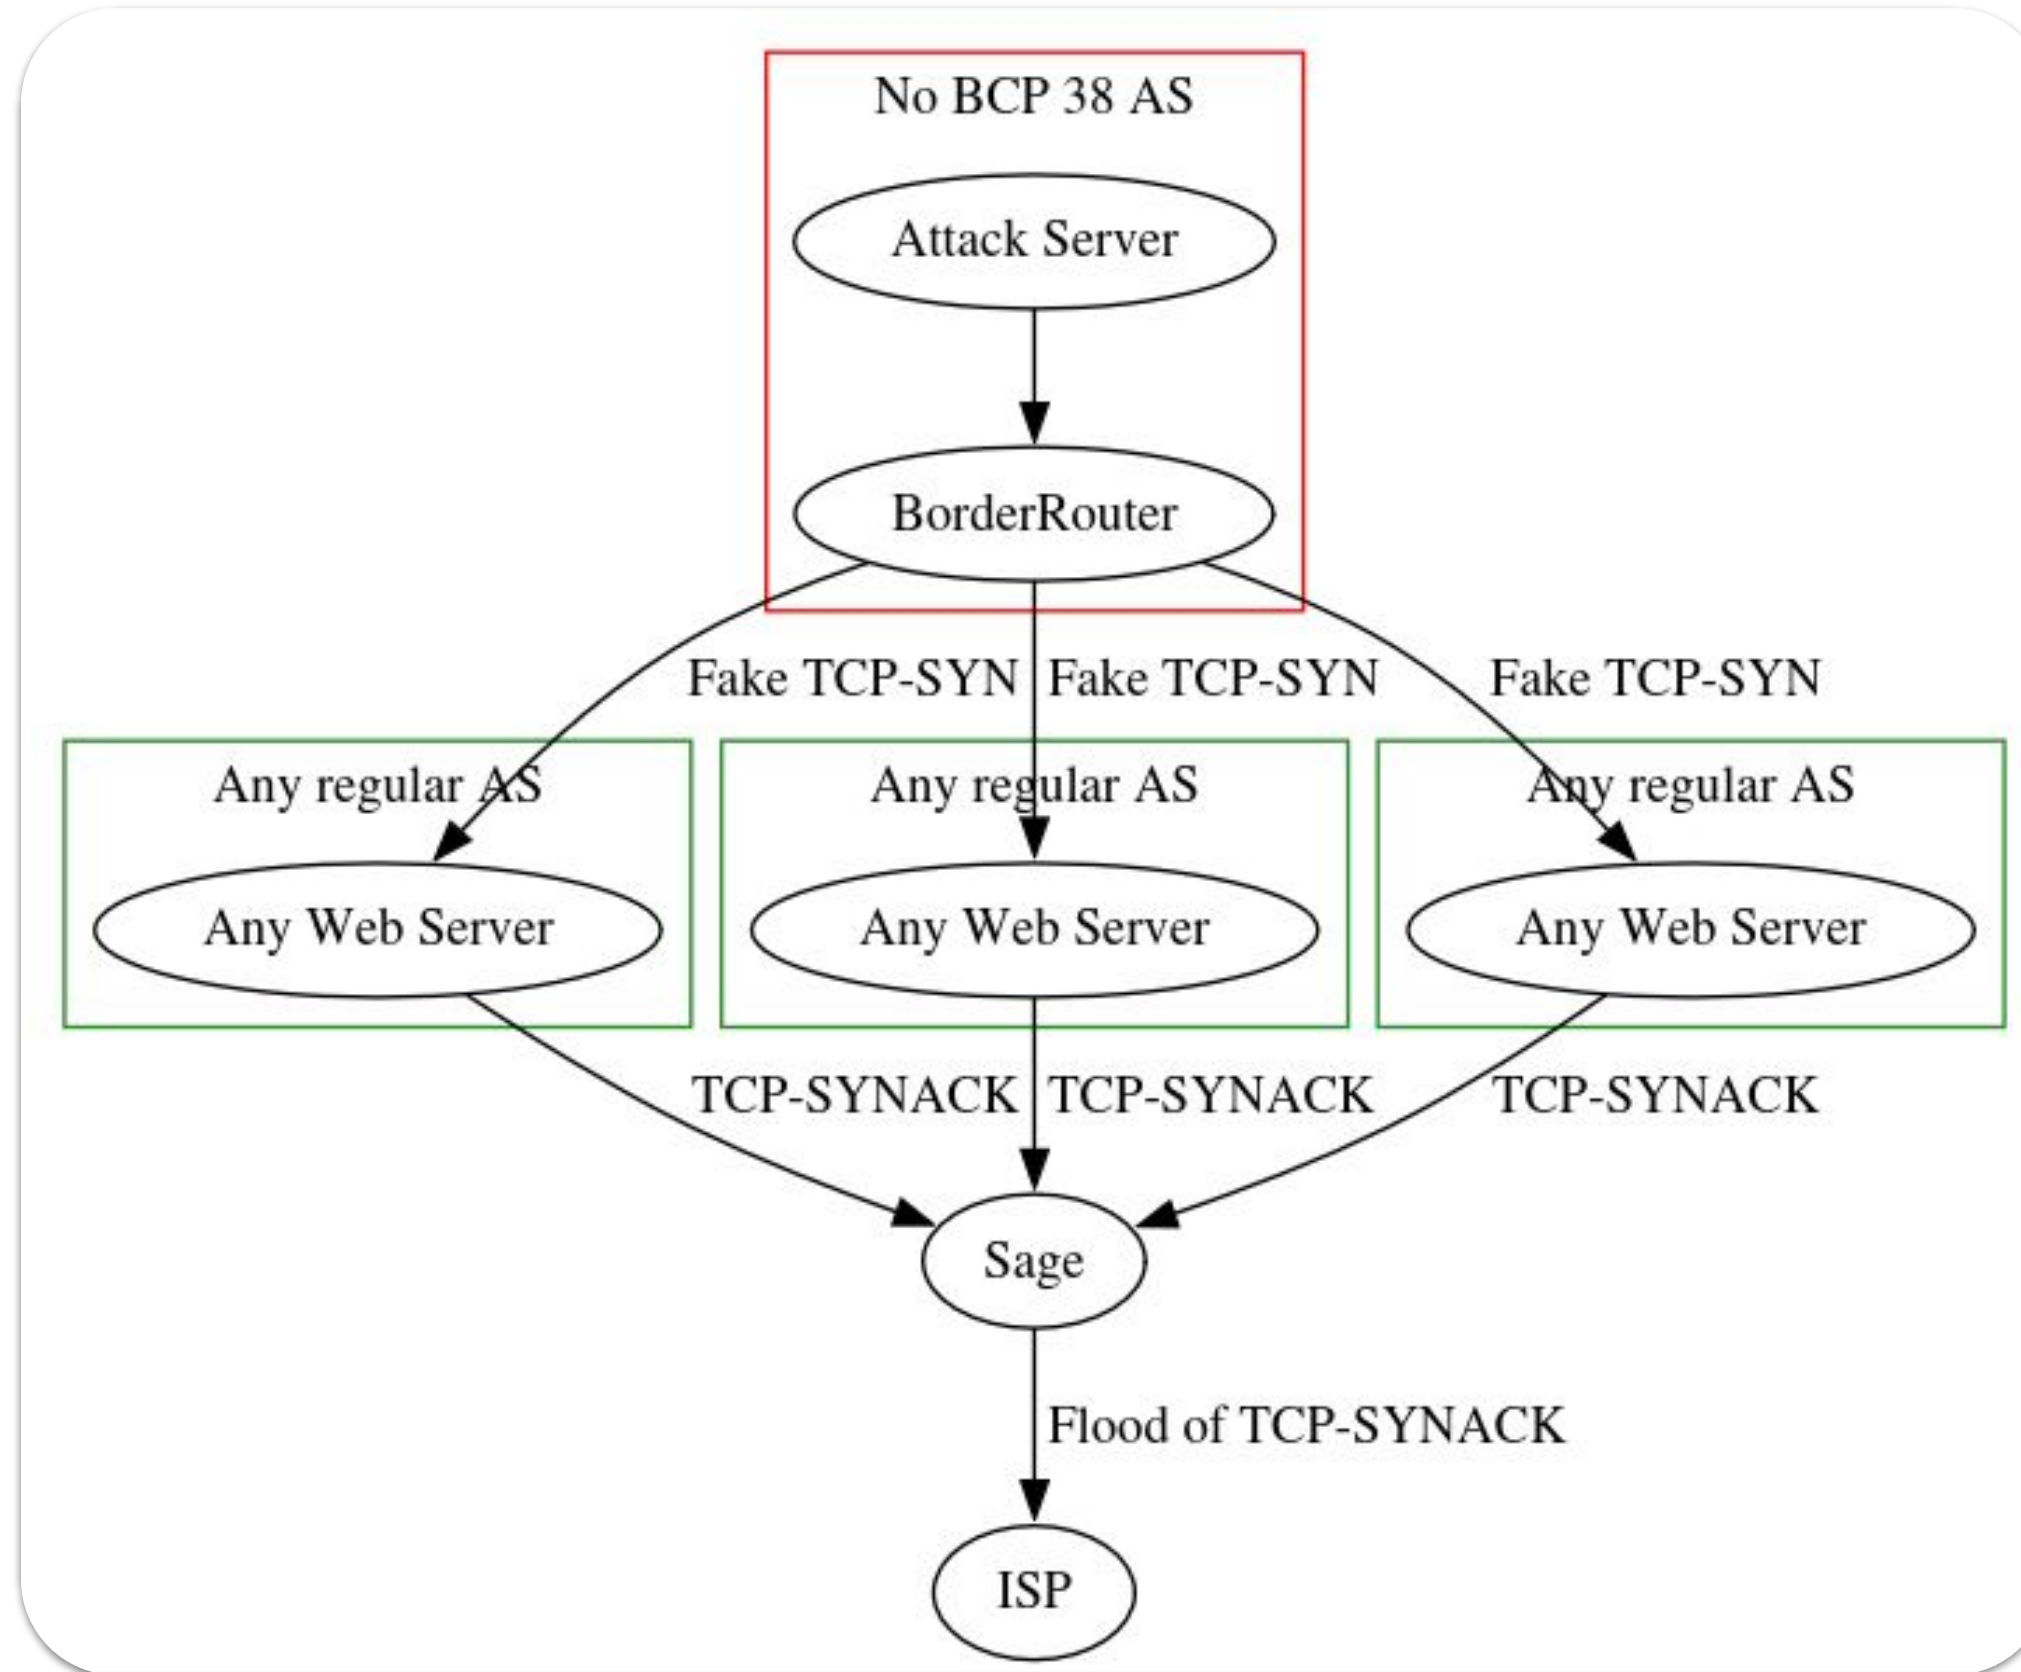 No BCP 38 AS
Attack Server
BorderRouter
Fake TCP-SYN
Fake TCP-SYN
Fake TCP-SYN
Any regular AS
Any regular AS
Any regular AS
Any Web Server
Any Web Server
Any Web Server
TCP-SYNACK
TCP-SYNACK
TCP-SYNACK
Sage
Flood of TCP-SYNACK
ISP